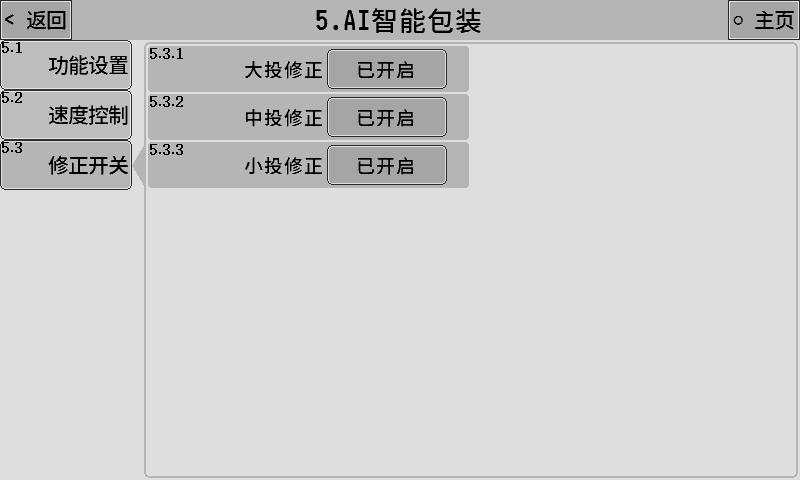 < 返回
5.AI智能包装
○ 主页
5.1
功能设置
5.2
速度控制
5.3
修正开关
5.3.1
大投修正 已开启
5.3.2
中投修正 已开启
5.3.3
小投修正 已开启